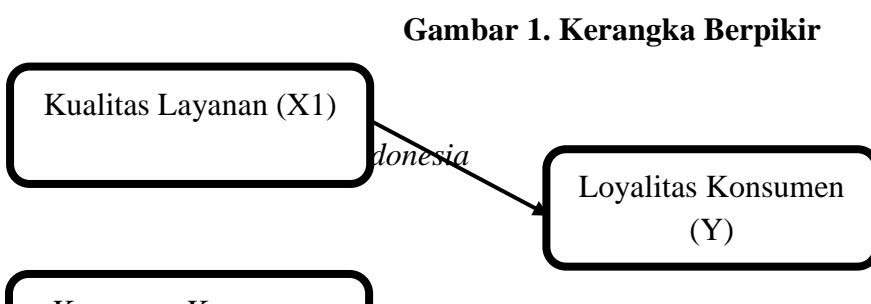 Gambar 1. Kerangka Berpikir
Kualitas Layanan (X1)
donesia
Loyalitas Konsumen
(Y)